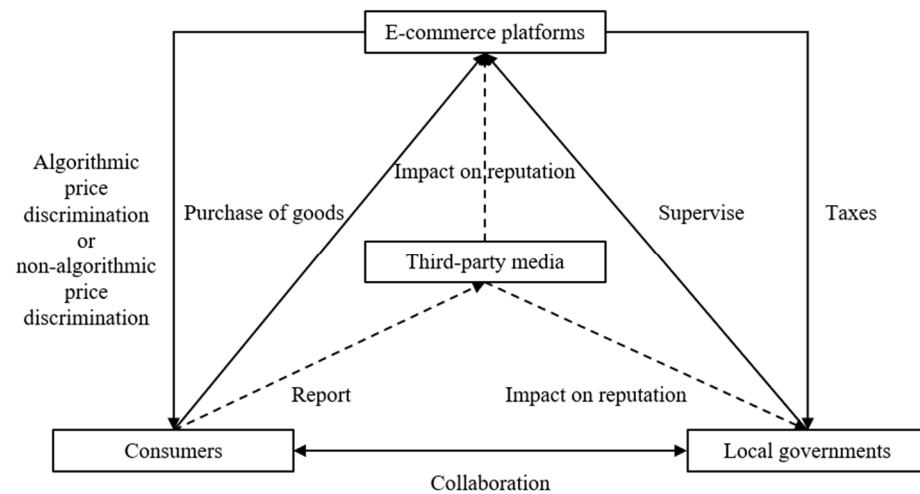 E-commerce platforms
Algorithmic
price
discrimination
or
non-algorithmic
price
discrimination
Purchase of goods
Impact on reputation
Supervise
Taxes
Third-party media
Report
Impact on reputation
Consumers
Local governments
Collaboration